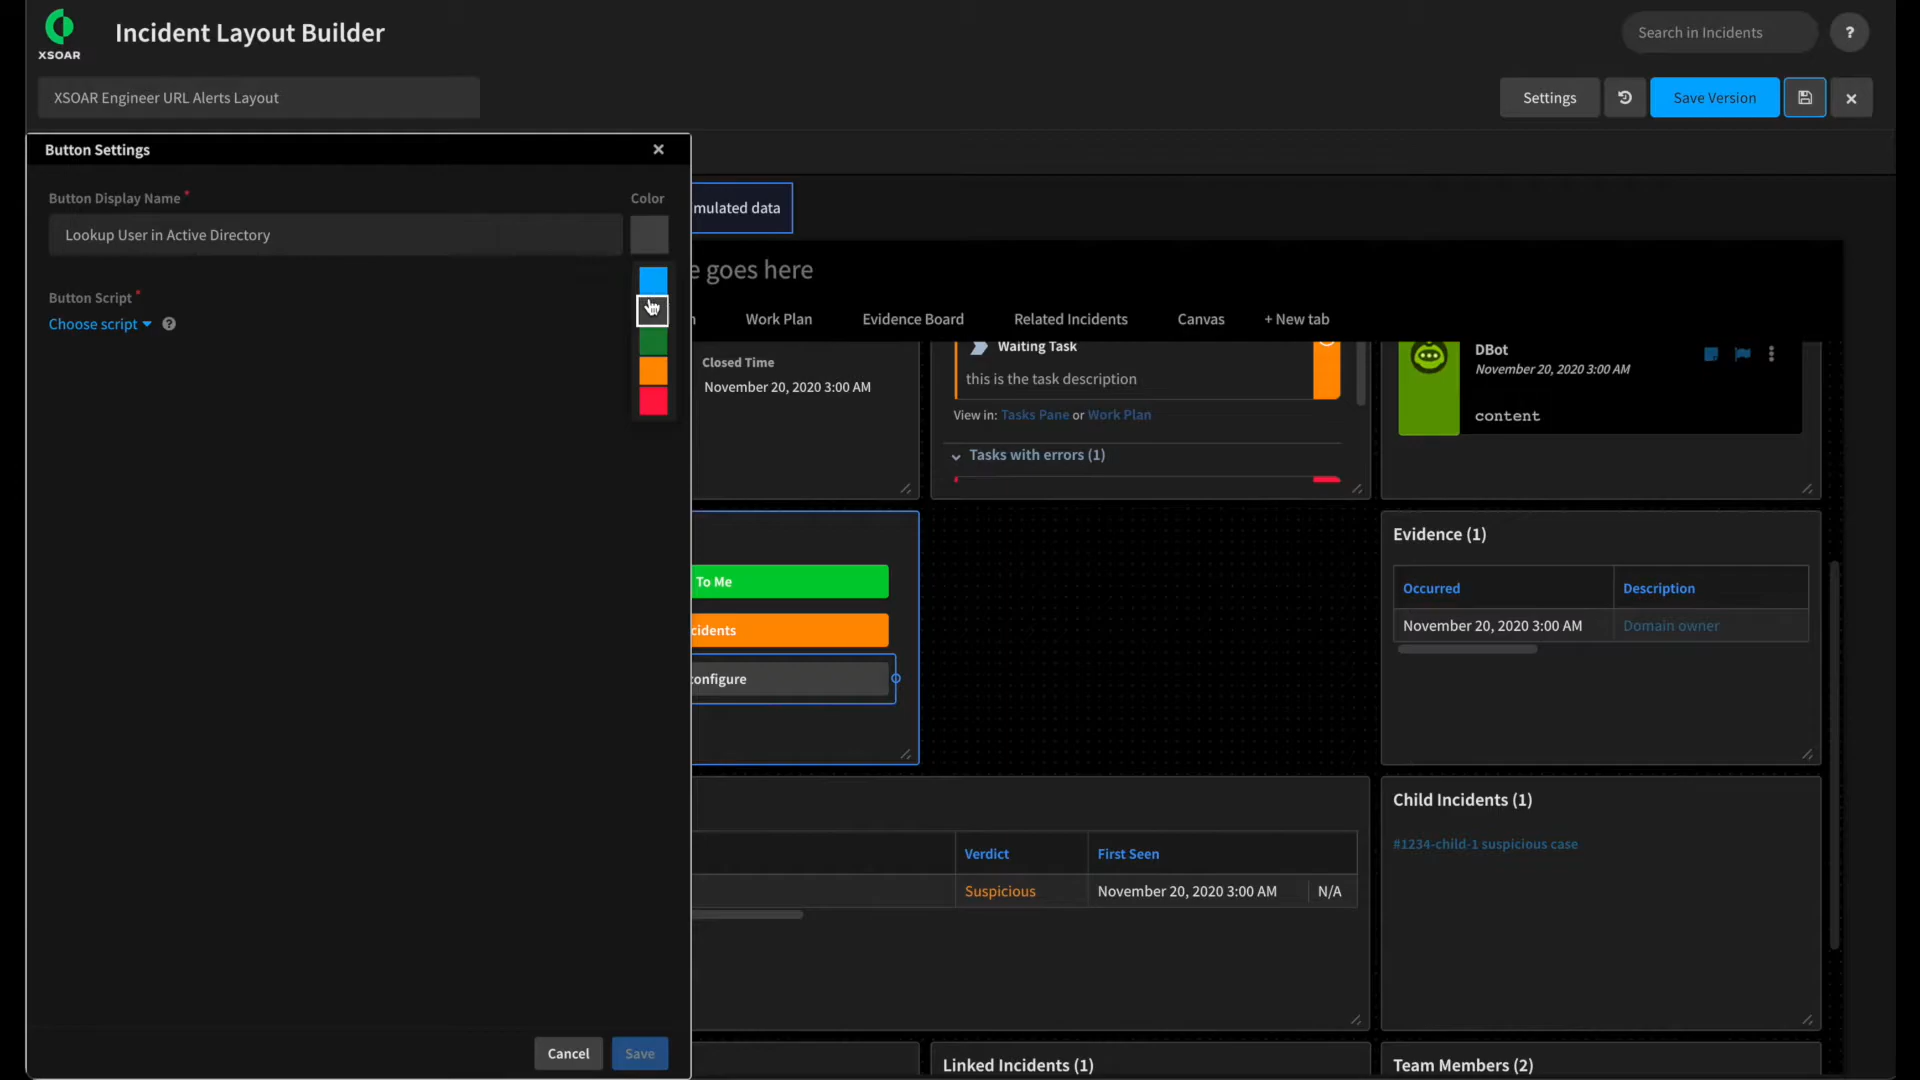 XSOAR
Incident Layout Builder
Search in Incidents
?
XSOAR Engineer URL Alerts Layout
Settings
Save Version
Button Settings
Button Display Name *
Color
Lookup User in Active Directory
Button Script *
Choose script
?
Cancel
Save
mulated data
e goes here
n
Work Plan
Evidence Board
Related Incidents
Canvas
+ New tab
Closed Time
November 20, 2020 3:00 AM
Waiting Task
this is the task description
View in: Tasks Pane or Work Plan
Tasks with errors (1)
DBot
November 20, 2020 3:00 AM
content
To Me
cidents
configure
Evidence (1)
Occurred
Description
November 20, 2020 3:00 AM
Domain owner
Verdict
First Seen
Suspicious
November 20, 2020 3:00 AM
N/A
Child Incidents (1)
#1234-child-1 suspicious case
Linked Incidents (1)
Team Members (2)